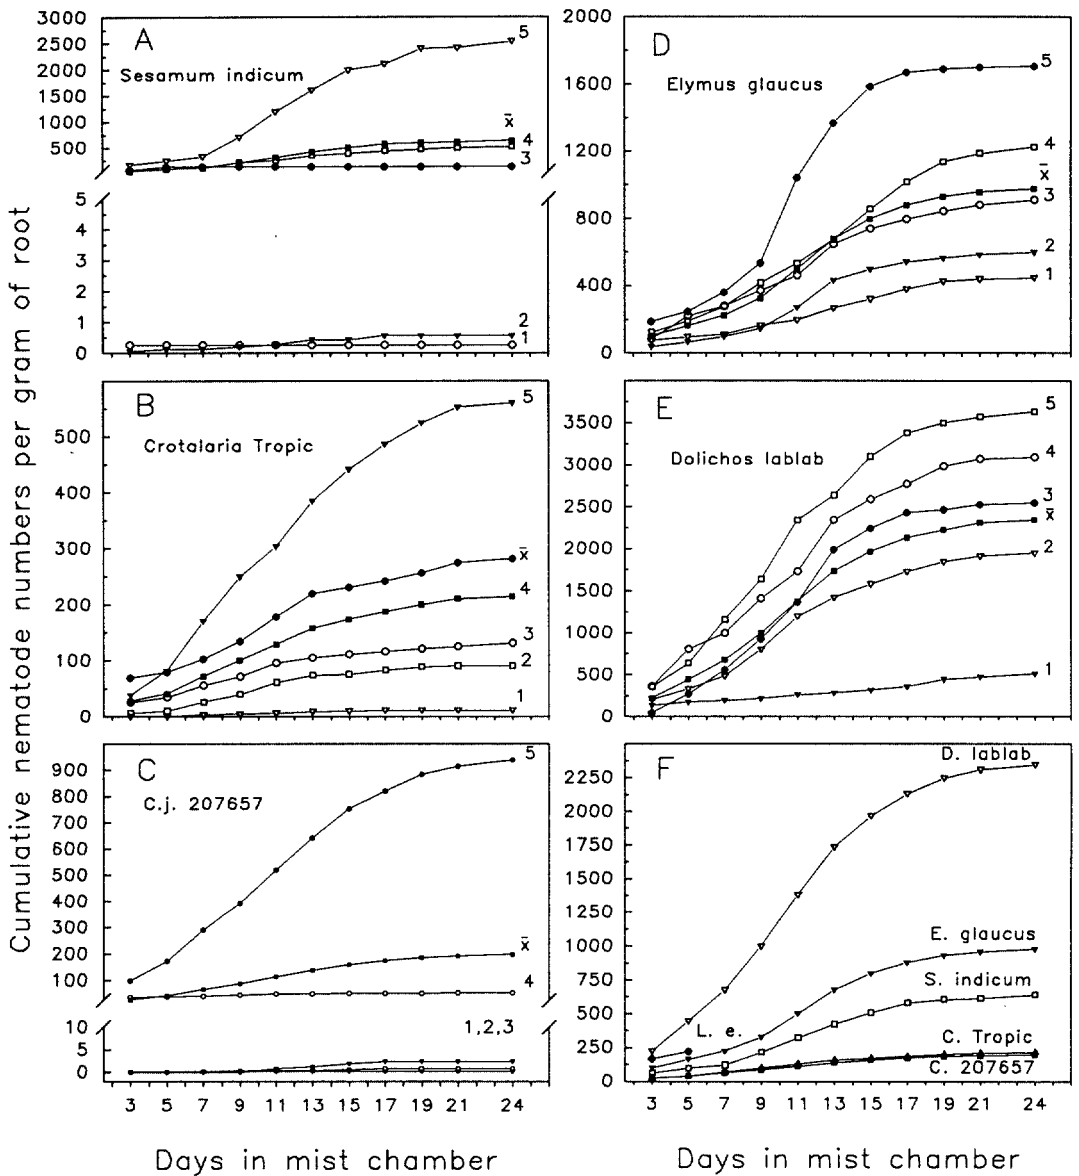 Cumulative nematode numbers per gram of root
A
Sesamum indicum
3000
2500
2000
1500
1000
500
5
4
3
2
1
0
5
x̄
4
3
2
1
B
Crotalaria Tropic
500
400
300
200
100
0
5
x̄
4
3
2
1
C
C.j. 207657
900
800
700
600
500
400
300
200
100
10
5
0
5
x̄
4
1,2,3
3 5 7 9 11 13 15 17 19 21 24
Days in mist chamber
D
Elymus glaucus
2000
1600
1200
800
400
0
5
4
x̄
3
2
1
E
Dolichos lablab
3500
3000
2500
2000
1500
1000
500
0
5
4
3
x̄
2
1
F
D. lablab
2250
2000
1750
1500
1250
1000
750
500
250
0
E. glaucus
S. indicum
L. e.
C. Tropic
C. 207657
3 5 7 9 11 13 15 17 19 21 24
Days in mist chamber